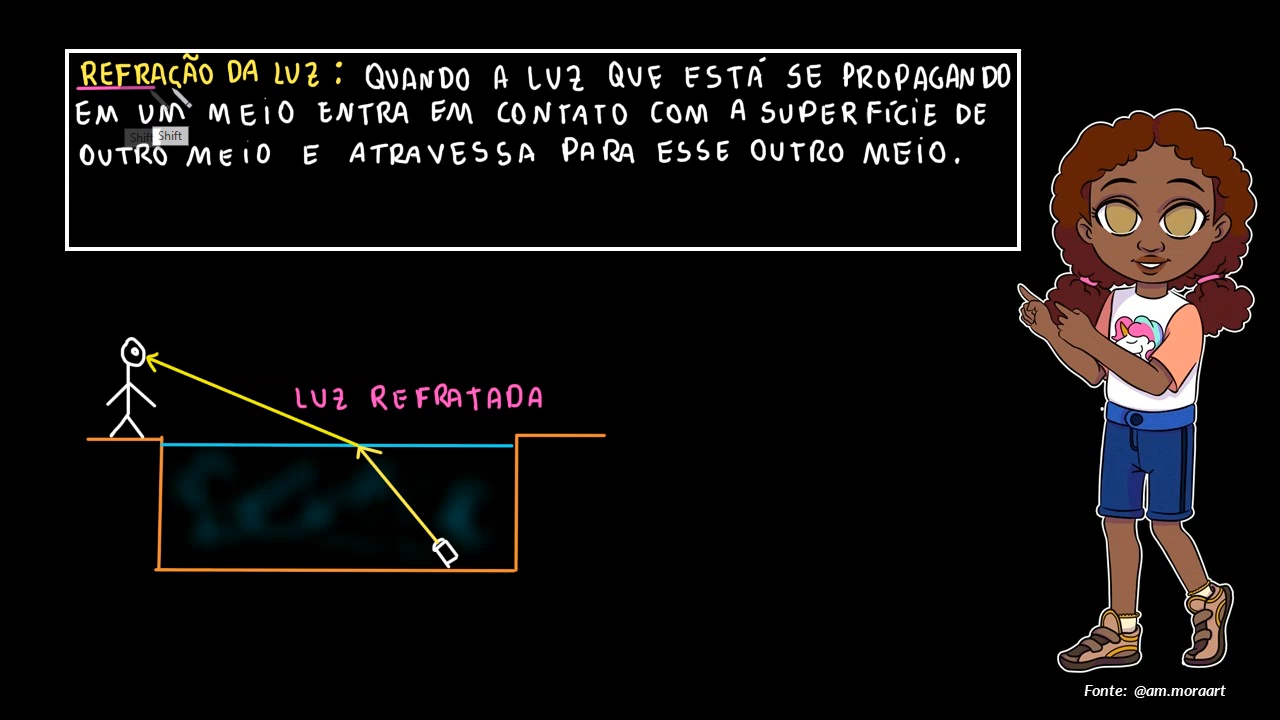 REFRAÇÃO DA LUZ: QUANDO A LUZ QUE ESTÁ SE PROPAGANDO
EM UM MEIO ENTRA EM CONTATO COM A SUPERFÍCIE DE
Shift Shift
OUTRO MEIO E ATRAVESSA PARA ESSE OUTRO MEIO.
LUZ REFRATADA
Fonte: @am.moraart